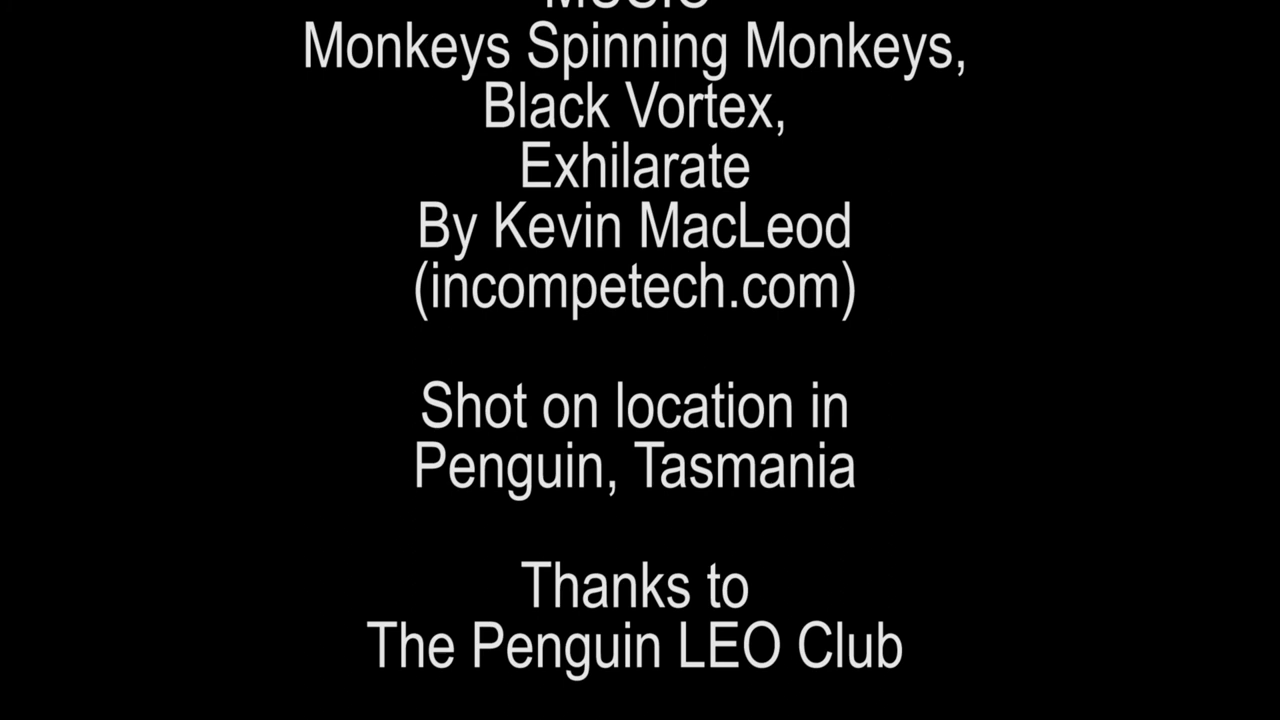 MUSIC
Monkeys Spinning Monkeys,
Black Vortex,
Exhilarate
By Kevin MacLeod
(incompetech.com)
Shot on location in
Penguin, Tasmania
Thanks to
The Penguin LEO Club